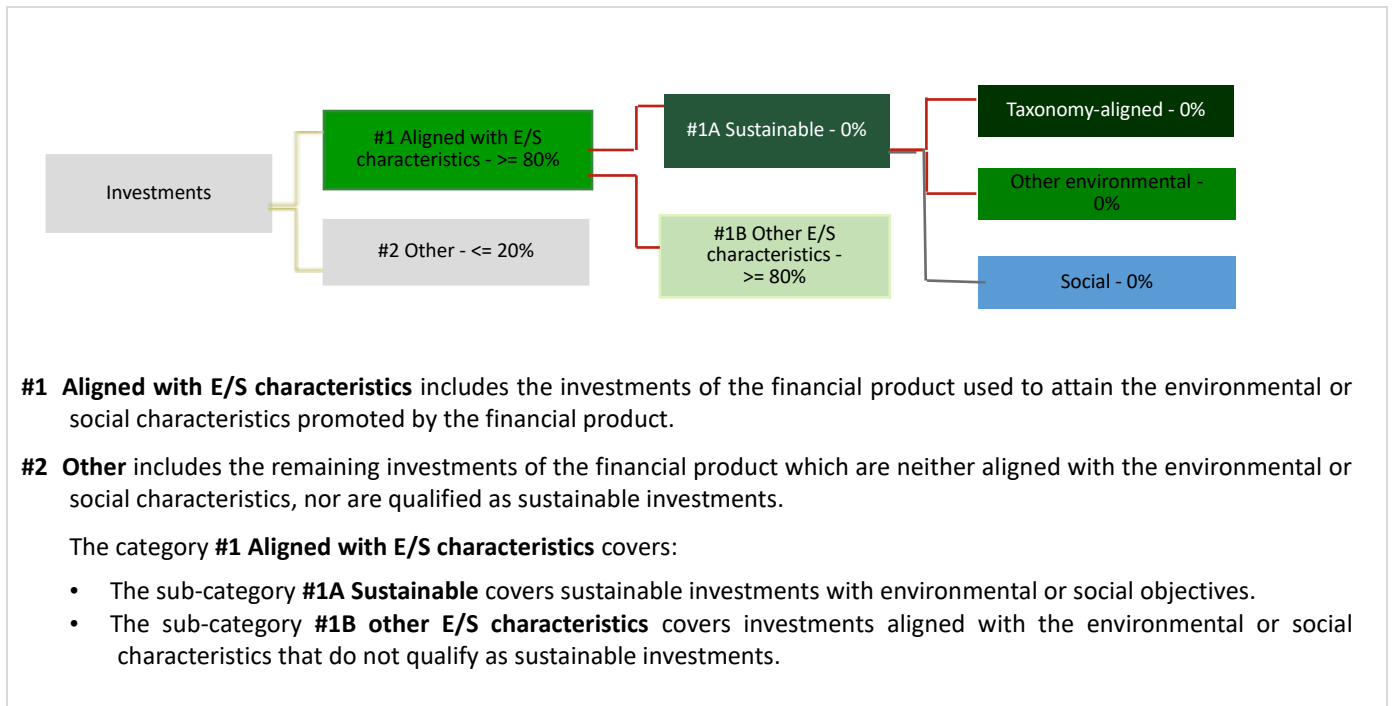 Investments
#1 Aligned with E/S
characteristics - >= 80%
#2 Other - <= 20%
#1A Sustainable - 0%
#1B Other E/S
characteristics -
>= 80%
Taxonomy-aligned - 0%
Other environmental -
0%
Social - 0%
#1 Aligned with E/S characteristics includes the investments of the financial product used to attain the environmental or
social characteristics promoted by the financial product.
#2 Other includes the remaining investments of the financial product which are neither aligned with the environmental or
social characteristics, nor are qualified as sustainable investments.
The category #1 Aligned with E/S characteristics covers:
• The sub-category #1A Sustainable covers sustainable investments with environmental or social objectives.
• The sub-category #1B other E/S characteristics covers investments aligned with the environmental or social
characteristics that do not qualify as sustainable investments.